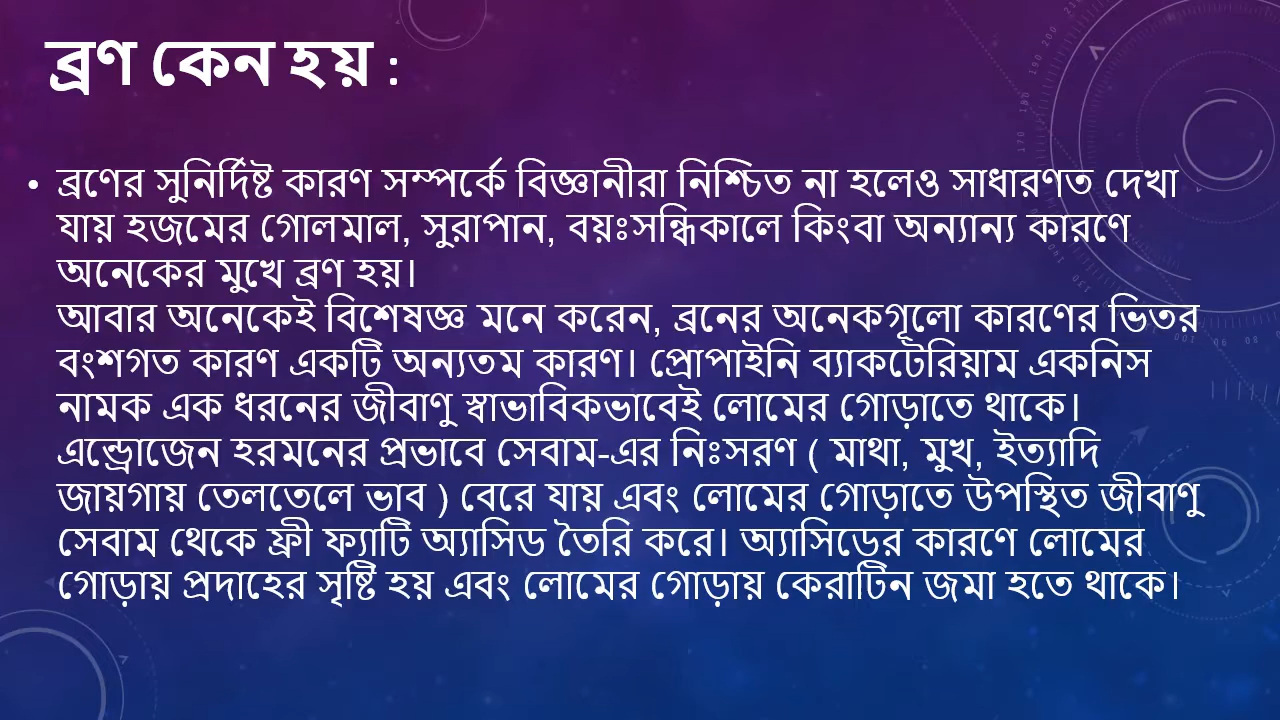 ব্রণ কেন হয় :
• ব্রণের সুনির্দিষ্ট কারণ সম্পর্কে বিজ্ঞানীরা নিশ্চিত না হলেও সাধারণত দেখা
যায় হজমের গোলমাল, সুরাপান, বয়ঃসন্ধিকালে কিংবা অন্যান্য কারণে
অনেকের মুখে ব্রণ হয়।
আবার অনেকেই বিশেষজ্ঞ মনে করেন, ব্রনের অনেকগূলো কারণের ভিতর
বংশগত কারণ একটি অন্যতম কারণ। প্রোপাইনি ব্যাকটেরিয়াম একনিস
নামক এক ধরনের জীবাণু স্বাভাবিকভাবেই লোমের গোড়াতে থাকে।
এন্ড্রোজেন হরমনের প্রভাবে সেবাম-এর নিঃসরণ ( মাথা, মুখ, ইত্যাদি
জায়গায় তেলতেলে ভাব ) বেরে যায় এবং লোমের গোড়াতে উপস্থিত জীবাণু
সেবাম থেকে ফ্রী ফ্যাটি অ্যাসিড তৈরি করে। অ্যাসিডের কারণে লোমের
গোড়ায় প্রদাহের সৃষ্টি হয় এবং লোমের গোড়ায় কেরাটিন জমা হতে থাকে।